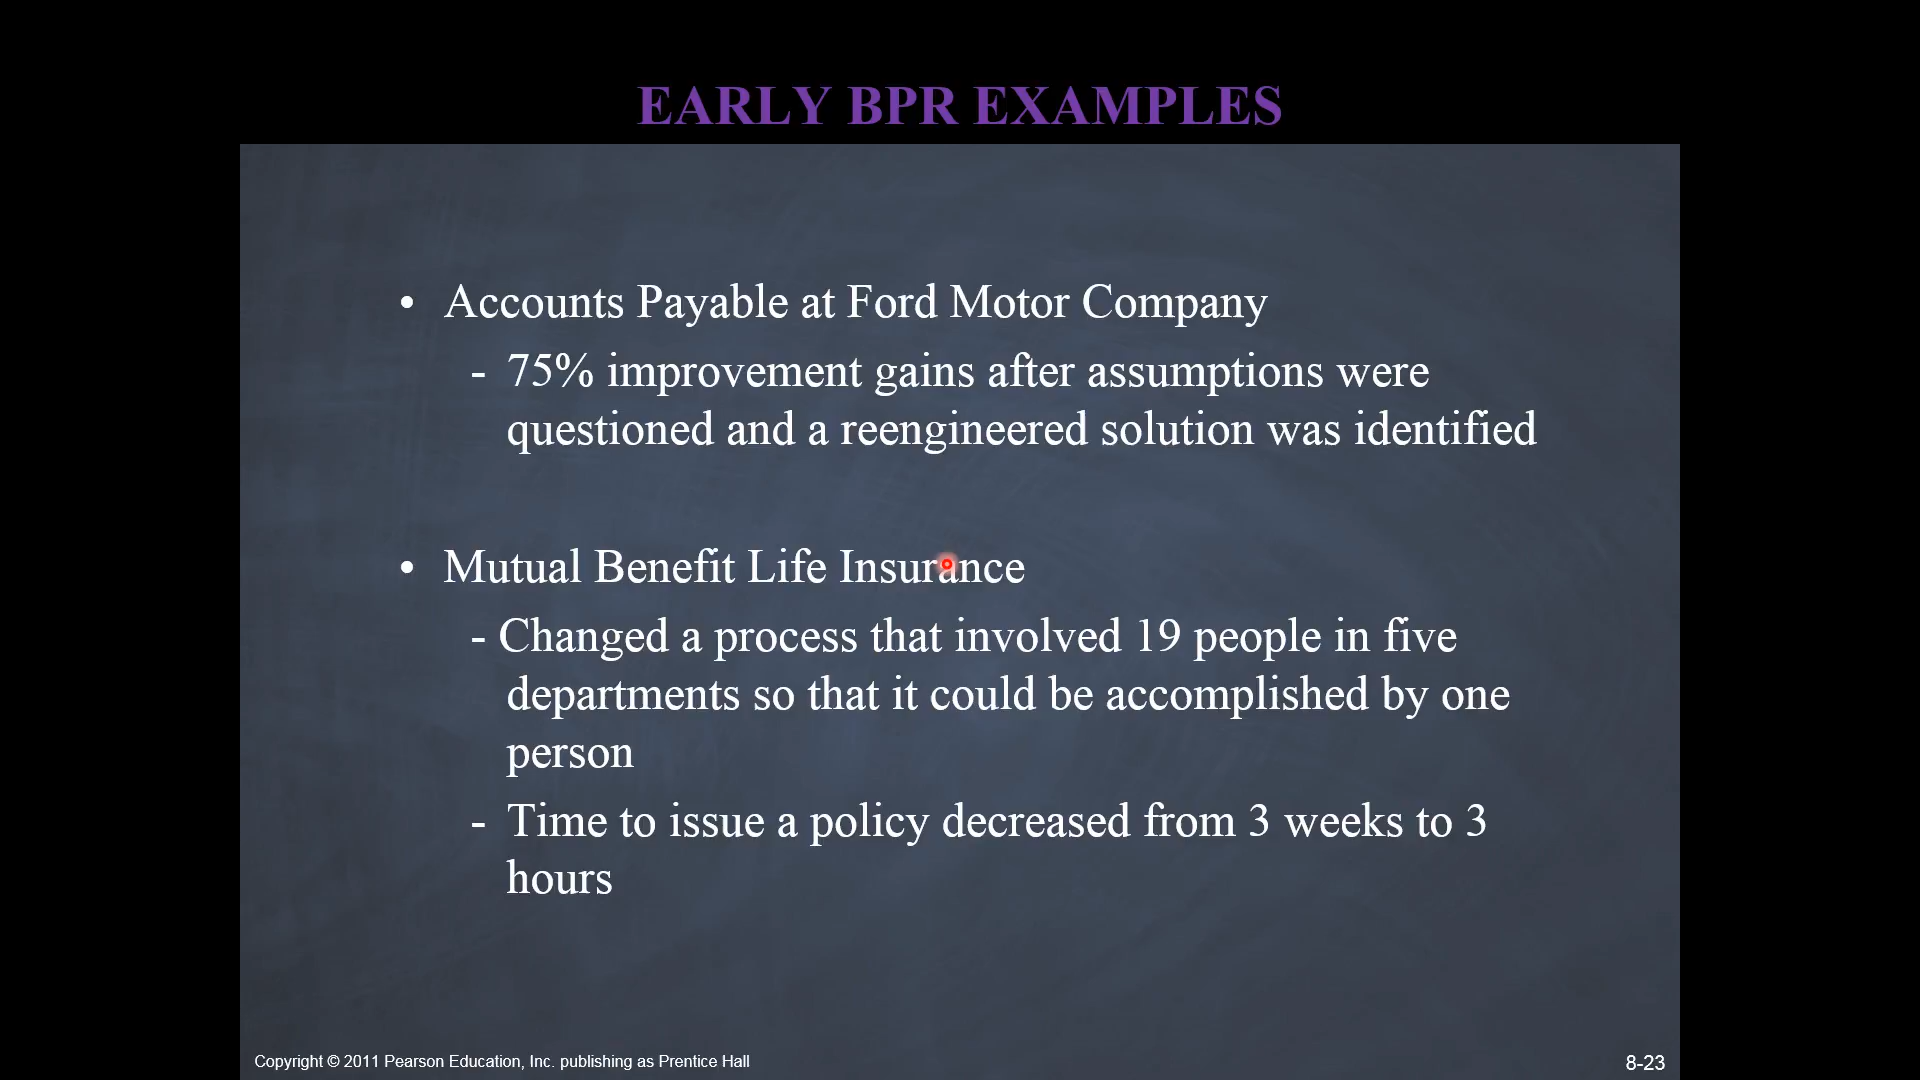 EARLY BPR EXAMPLES
• Accounts Payable at Ford Motor Company
- 75% improvement gains after assumptions were
questioned and a reengineered solution was identified
• Mutual Benefit Life Insurance
- Changed a process that involved 19 people in five
departments so that it could be accomplished by one
person
- Time to issue a policy decreased from 3 weeks to 3
hours
Copyright © 2011 Pearson Education, Inc. publishing as Prentice Hall
8-23